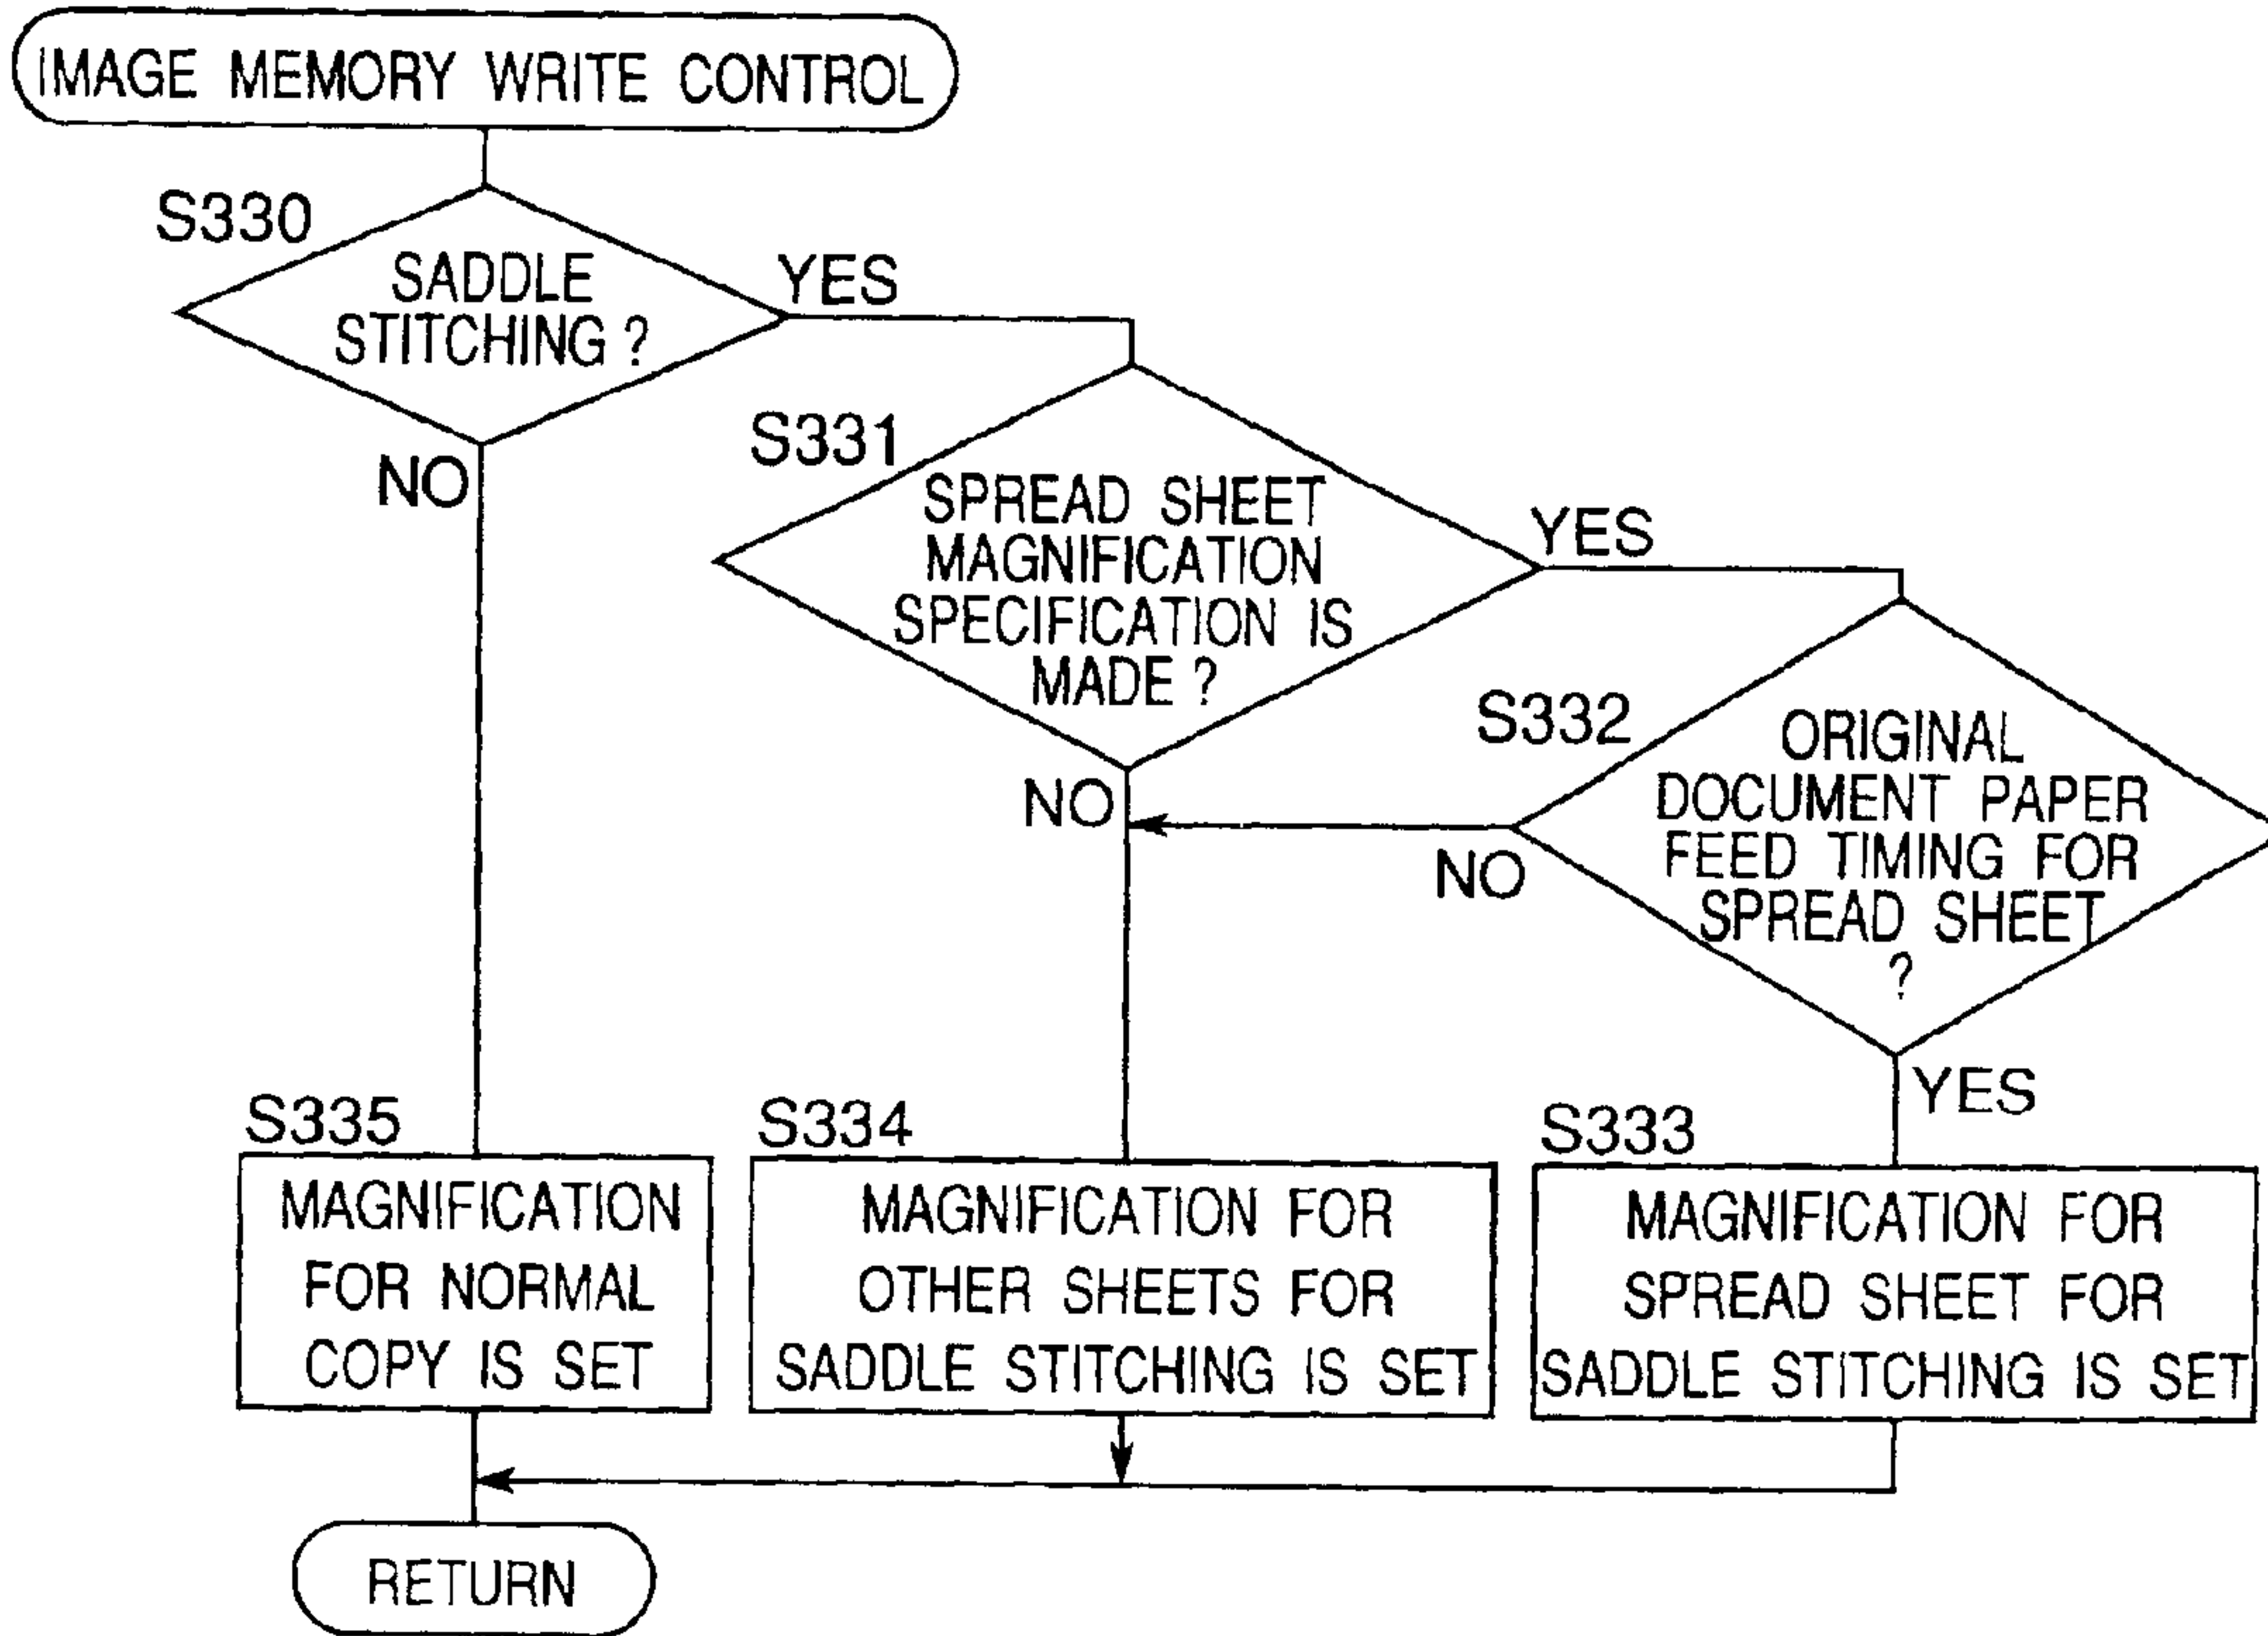 IMAGE MEMORY WRITE CONTROL
S330
SADDLE
STITCHING ?
YES
NO
S331
SPREAD SHEET
MAGNIFICATION
SPECIFICATION IS
MADE ?
YES
NO
S332
ORIGINAL
DOCUMENT PAPER
FEED TIMING FOR
SPREAD SHEET
?
NO
YES
S335
MAGNIFICATION
FOR NORMAL
COPY IS SET
S334
MAGNIFICATION FOR
OTHER SHEETS FOR
SADDLE STITCHING IS SET
S333
MAGNIFICATION FOR
SPREAD SHEET FOR
SADDLE STITCHING IS SET
RETURN